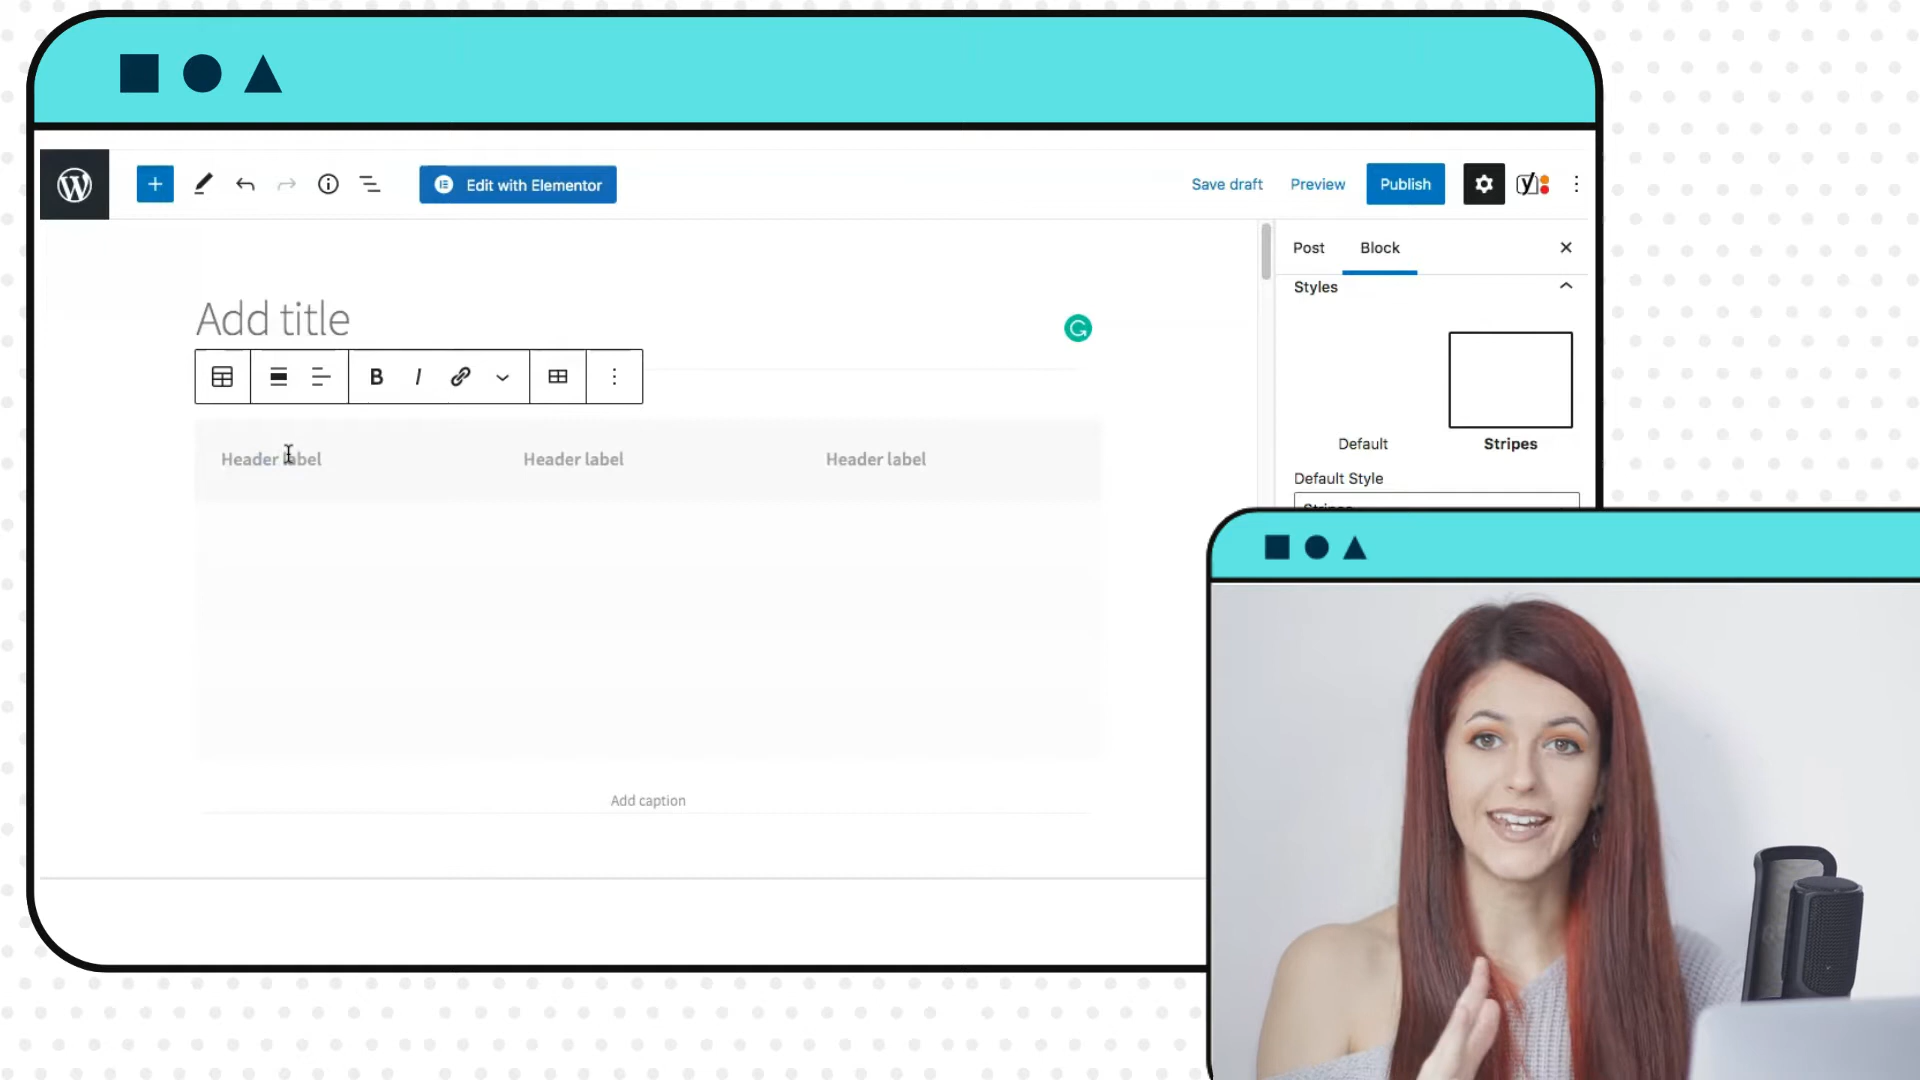 Edit with Elementor
Save draft
Preview
Publish
Post
Block
Styles
Add title
Default
Stripes
Default Style
Header label
Header label
Header label
Add caption